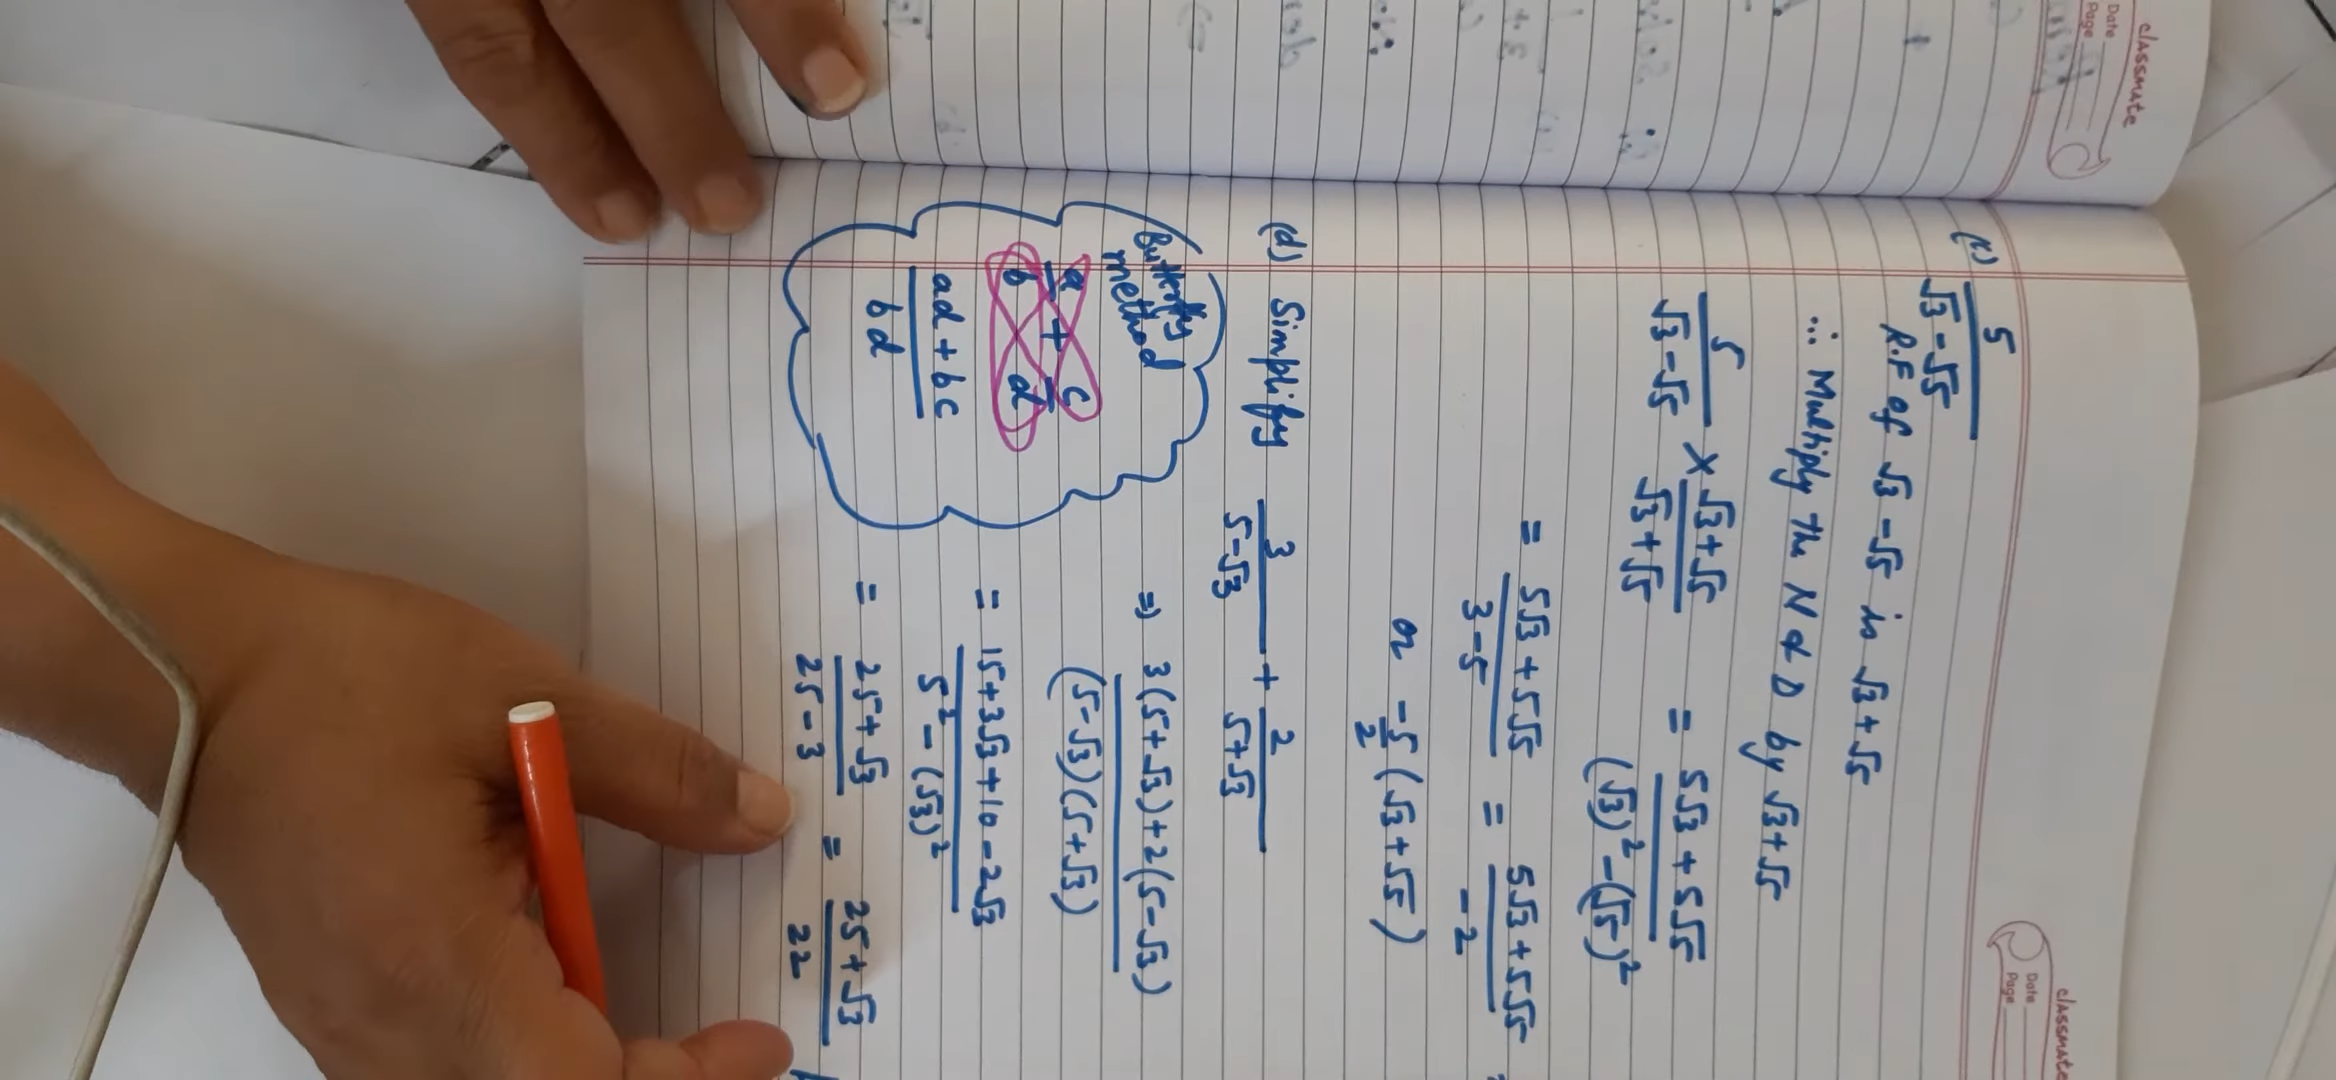 classmate
Date
Page
classmate
Date
Page
(c) 5/(√3-√5)
R.F of √3-√5 is √3+√5
∴ Multiply the N & D by √3+√5
5/(√3-√5) × (√3+√5)/(√3+√5) = (5√3+5√5)/((√3)²-(√5)²)
= (5√3+5√5)/(3-5) = (5√3+5√5)/-2 =
or -5/2 (√3+√5)
(d) Simplify 3/(5-√3) + 2/(5+√3)
Butterfly
method
a/b + c/d
(ad+bc)/(bd)
⇒ (3(5+√3)+2(5-√3))/((5-√3)(5+√3))
= (15+3√3+10-2√3)/(5²-(√3)²)
= (25+√3)/(25-3) = (25+√3)/22